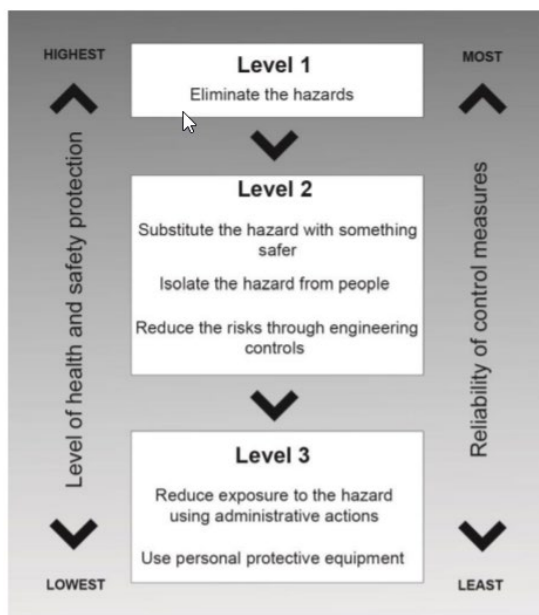 HIGHEST
MOST
Level 1
Eliminate the hazards
Level of health and safety protection
Reliability of control measures
Level 2
Substitute the hazard with something
safer
Isolate the hazard from people
Reduce the risks through engineering
controls
Level 3
Reduce exposure to the hazard
using administrative actions
Use personal protective equipment
LOWEST
LEAST